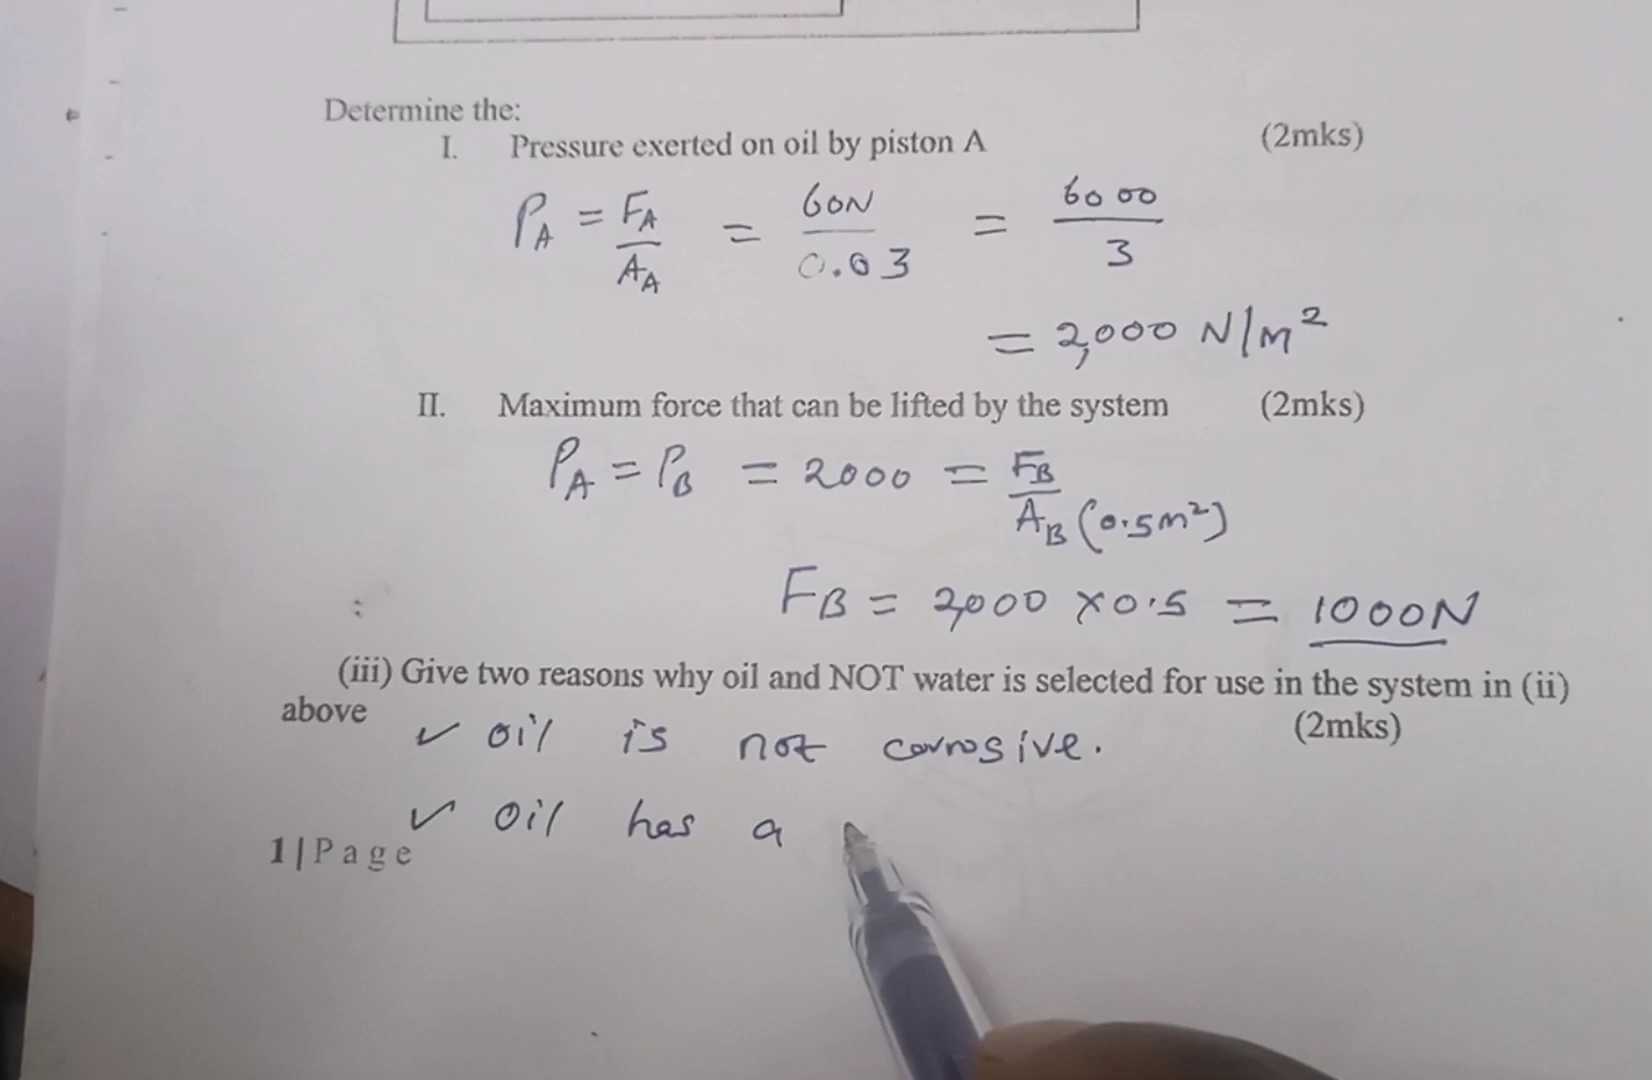 Determine the:
I. Pressure exerted on oil by piston A (2mks)
P_A = F_A / A_A = 60N / 0.03 = 6000 / 3
= 2,000 N/m²
II. Maximum force that can be lifted by the system (2mks)
P_A = P_B = 2000 = F_B / A_B (0.5m²)
F_B = 2,000 × 0.5 = 1000N
(iii) Give two reasons why oil and NOT water is selected for use in the system in (ii)
above (2mks)
✓ oil is not corrosive.
✓ oil has a
1 | P a g e